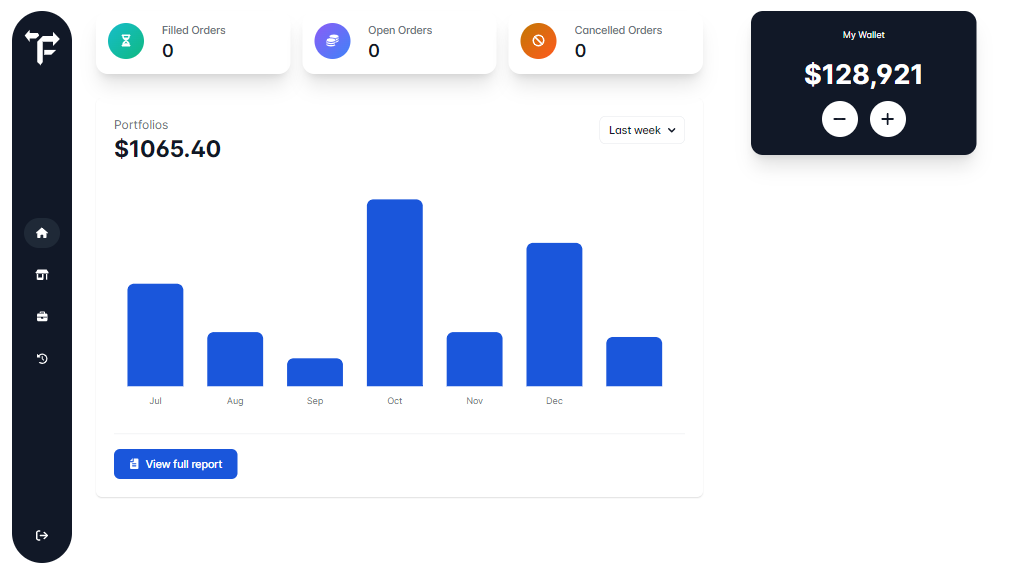 Filled Orders
0
Open Orders
0
Cancelled Orders
0
My Wallet
$128,921
Portfolios
$1065.40
Last week
Jul Aug Sep Oct Nov Dec
View full report